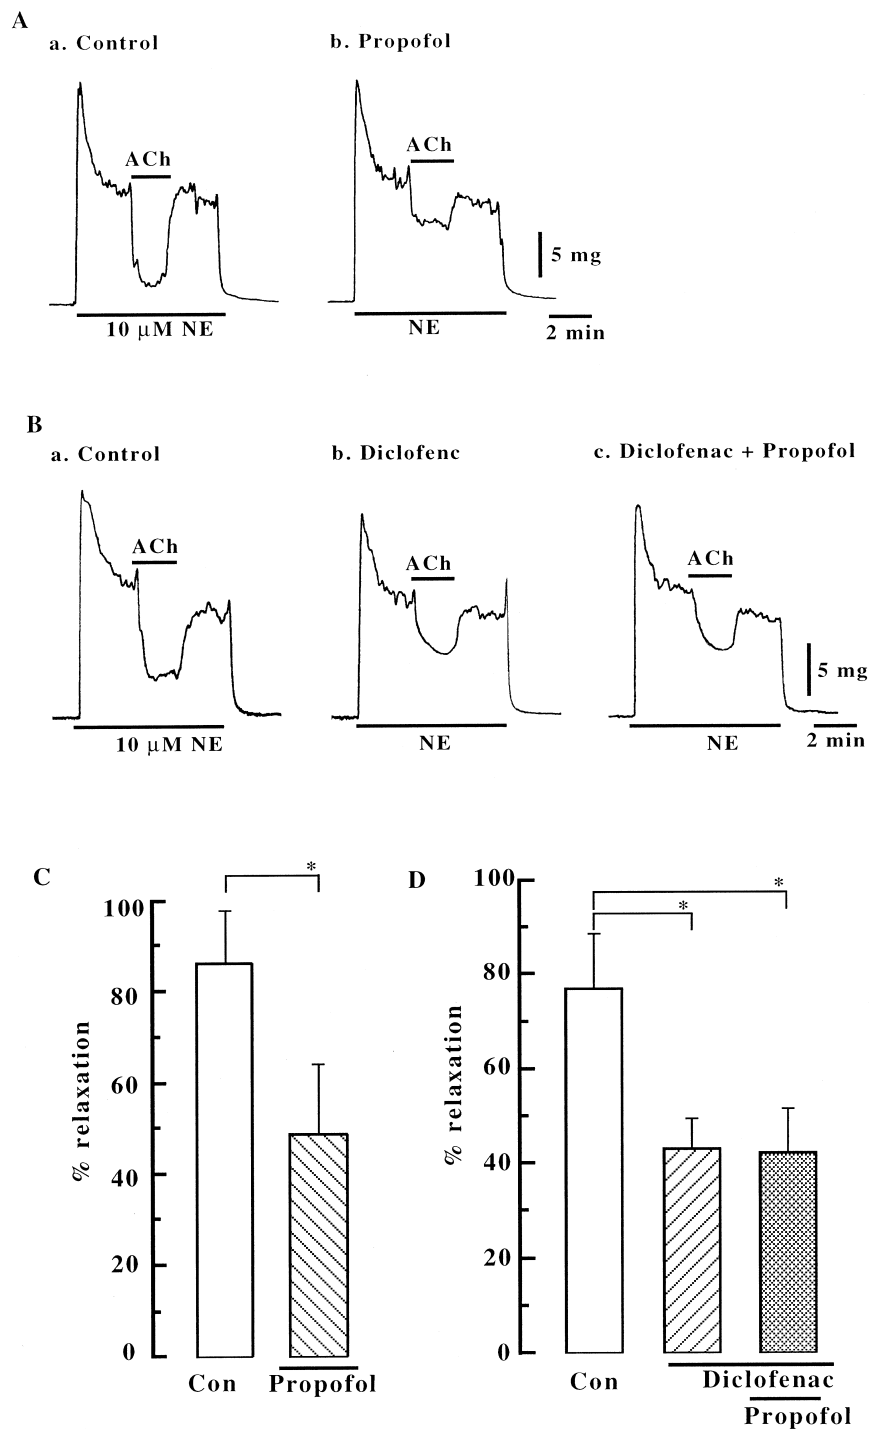 A
a. Control
b. Propofol
ACh
ACh
5 mg
10 µM NE
NE
2 min
B
a. Control
b. Diclofenc
c. Diclofenac + Propofol
ACh
ACh
ACh
5 mg
10 µM NE
NE
NE
2 min
C
*
100
80
60
40
20
0
% relaxation
Con
Propofol
D
*
*
100
80
60
40
20
0
% relaxation
Con
Diclofenac
Propofol